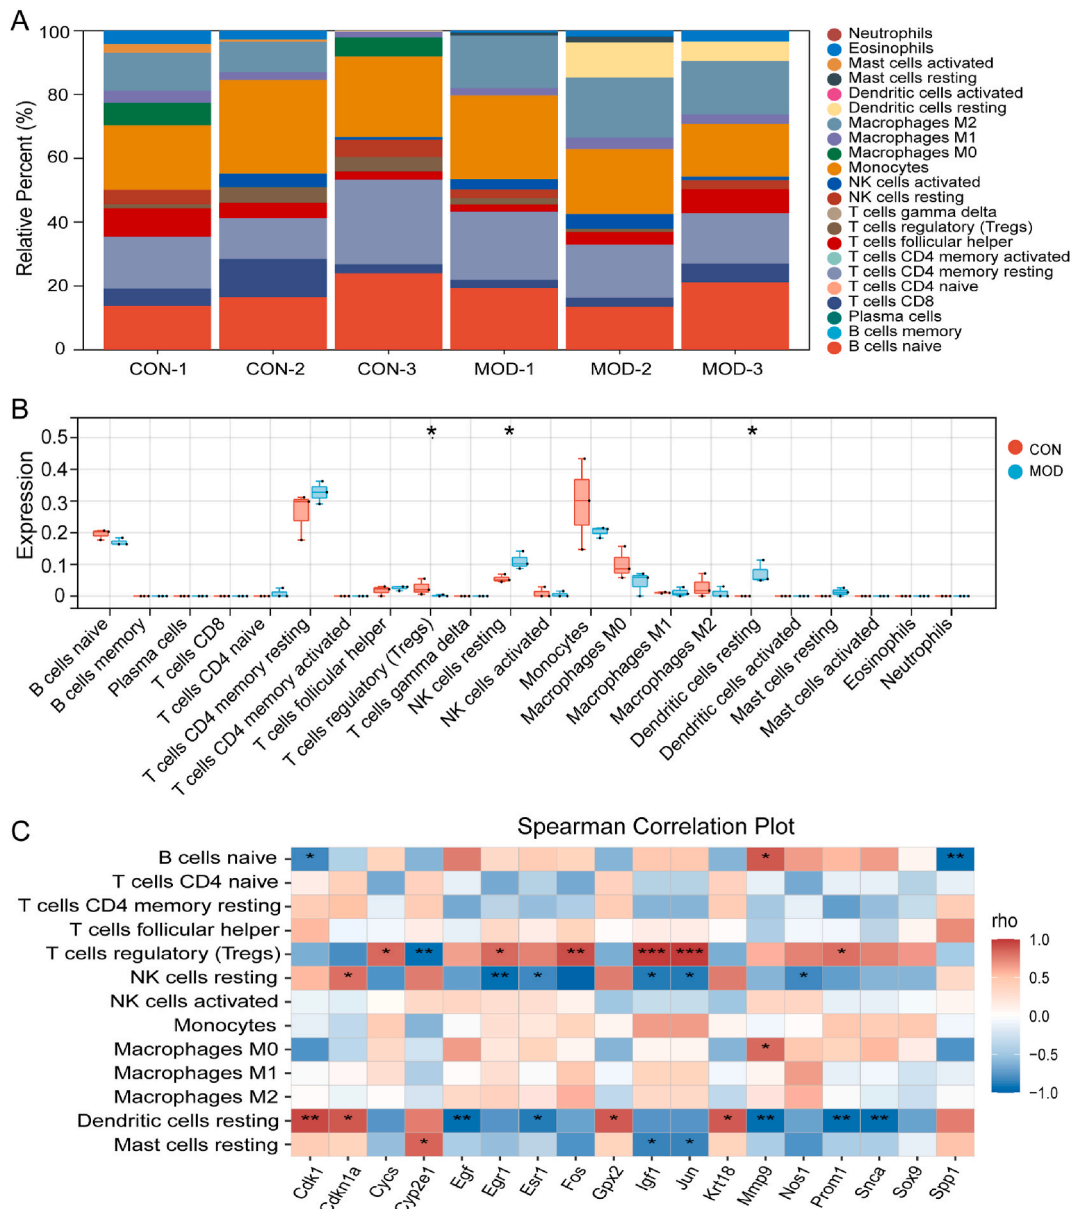 A
Relative Percent (%)
100
80
60
40
20
0
CON-1
CON-2
CON-3
MOD-1
MOD-2
MOD-3
Neutrophils
Eosinophils
Mast cells activated
Mast cells resting
Dendritic cells activated
Dendritic cells resting
Macrophages M2
Macrophages M1
Macrophages M0
Monocytes
NK cells activated
NK cells resting
T cells gamma delta
T cells regulatory (Tregs)
T cells follicular helper
T cells CD4 memory activated
T cells CD4 memory resting
T cells CD4 naive
T cells CD8
Plasma cells
B cells memory
B cells naive
B
Expression
0.5
0.4
0.3
0.2
0.1
0
* * *
CON
MOD
B cells naive
B cells memory
Plasma cells
T cells CD8
T cells CD4 naive
T cells CD4 memory resting
T cells CD4 memory activated
T cells follicular helper
T cells regulatory (Tregs)
T cells gamma delta
NK cells resting
NK cells activated
Monocytes
Macrophages M0
Macrophages M1
Macrophages M2
Dendritic cells resting
Dendritic cells activated
Mast cells resting
Mast cells activated
Eosinophils
Neutrophils
C
Spearman Correlation Plot
B cells naive * * **
T cells CD4 naive
T cells CD4 memory resting
T cells follicular helper
T cells regulatory (Tregs) * ** * ** *** *** *
NK cells resting * ** * * * *
NK cells activated
Monocytes
Macrophages M0 *
Macrophages M1
Macrophages M2
Dendritic cells resting ** * ** * * * ** ** **
Mast cells resting * * *
Cdk1
Cdkn1a
Cycs
Cyp2e1
Egf
Egr1
Esr1
Fos
Gpx2
Igf1
Jun
Krt18
Mmp9
Nos1
Prom1
Snca
Sox9
Spp1
rho
1.0
0.5
0.0
−0.5
−1.0